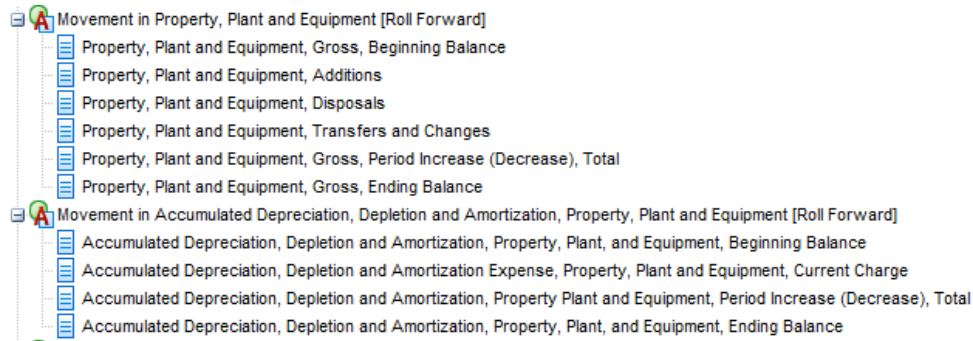 Movement in Property, Plant and Equipment [Roll Forward]
Property, Plant and Equipment, Gross, Beginning Balance
Property, Plant and Equipment, Additions
Property, Plant and Equipment, Disposals
Property, Plant and Equipment, Transfers and Changes
Property, Plant and Equipment, Gross, Period Increase (Decrease), Total
Property, Plant and Equipment, Gross, Ending Balance
Movement in Accumulated Depreciation, Depletion and Amortization, Property, Plant and Equipment [Roll Forward]
Accumulated Depreciation, Depletion and Amortization, Property, Plant, and Equipment, Beginning Balance
Accumulated Depreciation, Depletion and Amortization Expense, Property, Plant and Equipment, Current Charge
Accumulated Depreciation, Depletion and Amortization, Property Plant and Equipment, Period Increase (Decrease), Total
Accumulated Depreciation, Depletion and Amortization, Property, Plant, and Equipment, Ending Balance